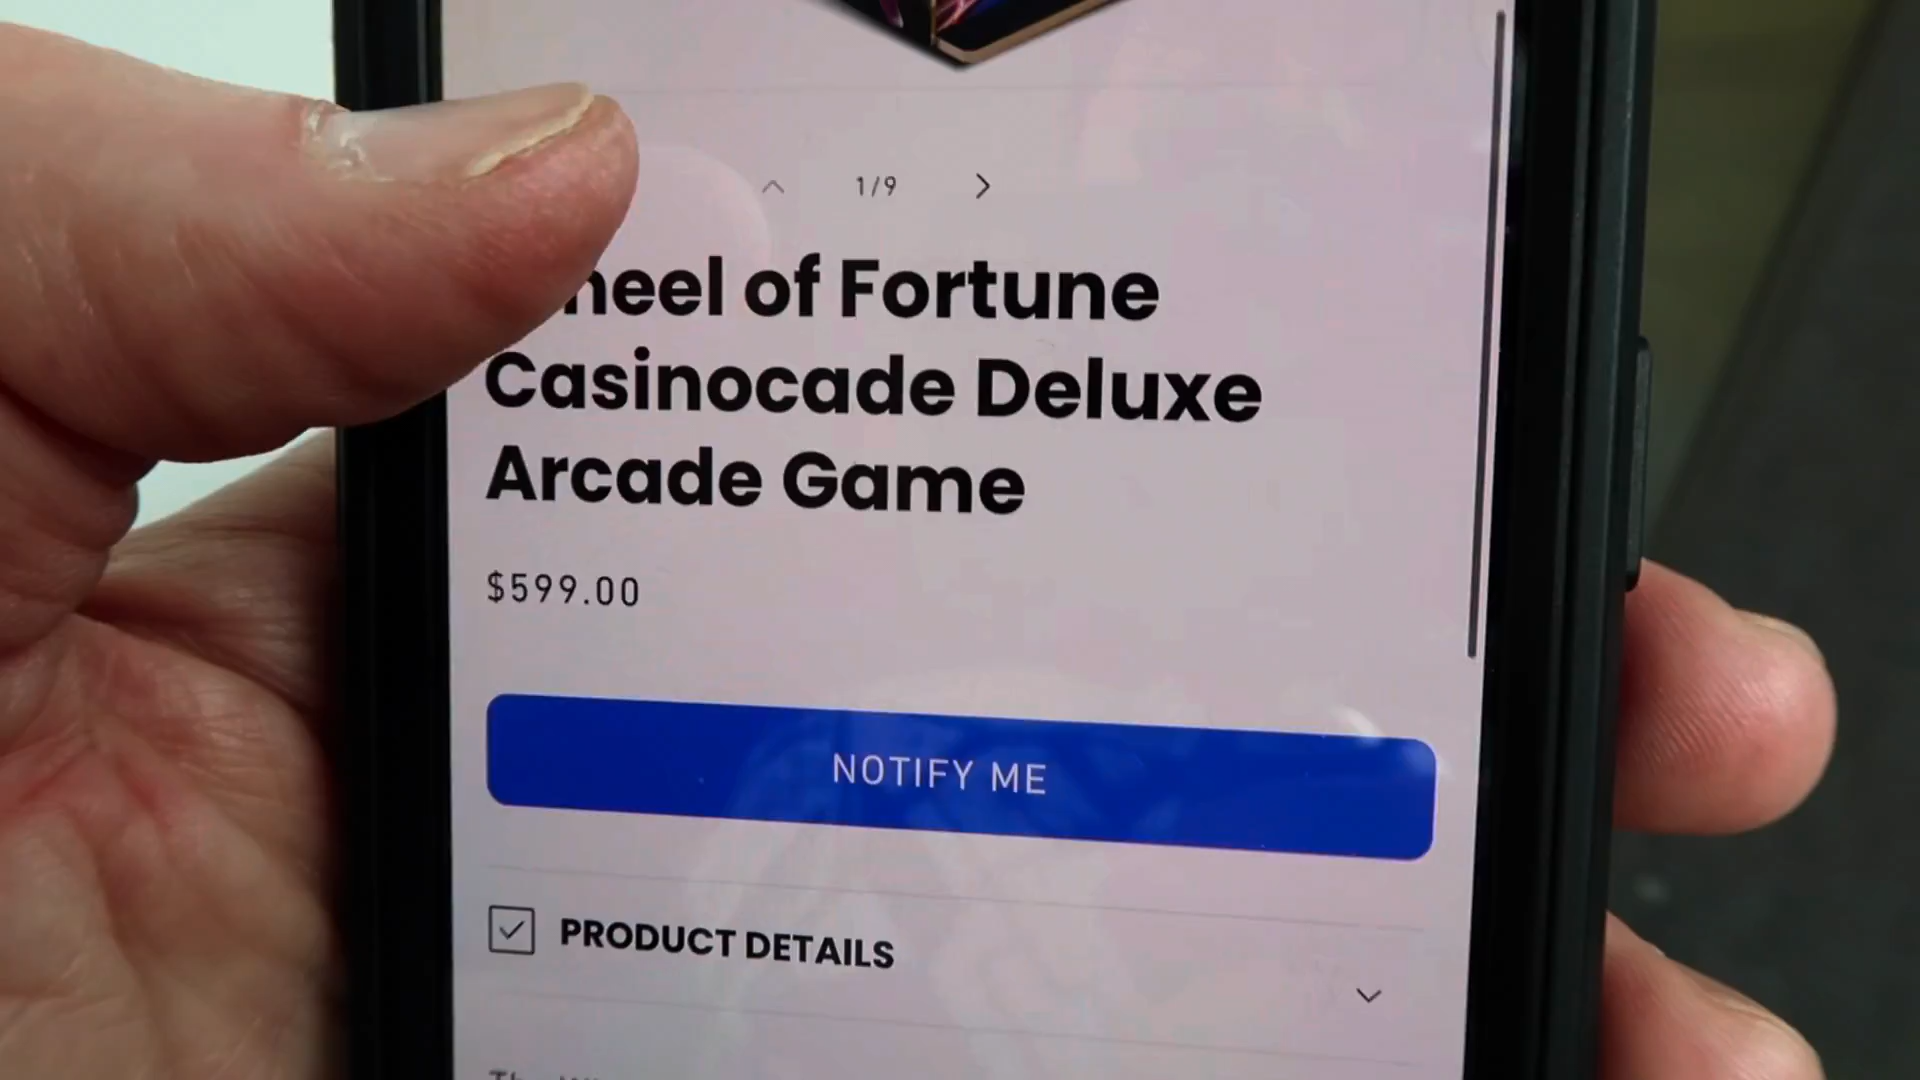 1/9
heel of Fortune
Casinocade Deluxe
Arcade Game
$599.00
NOTIFY ME
PRODUCT DETAILS